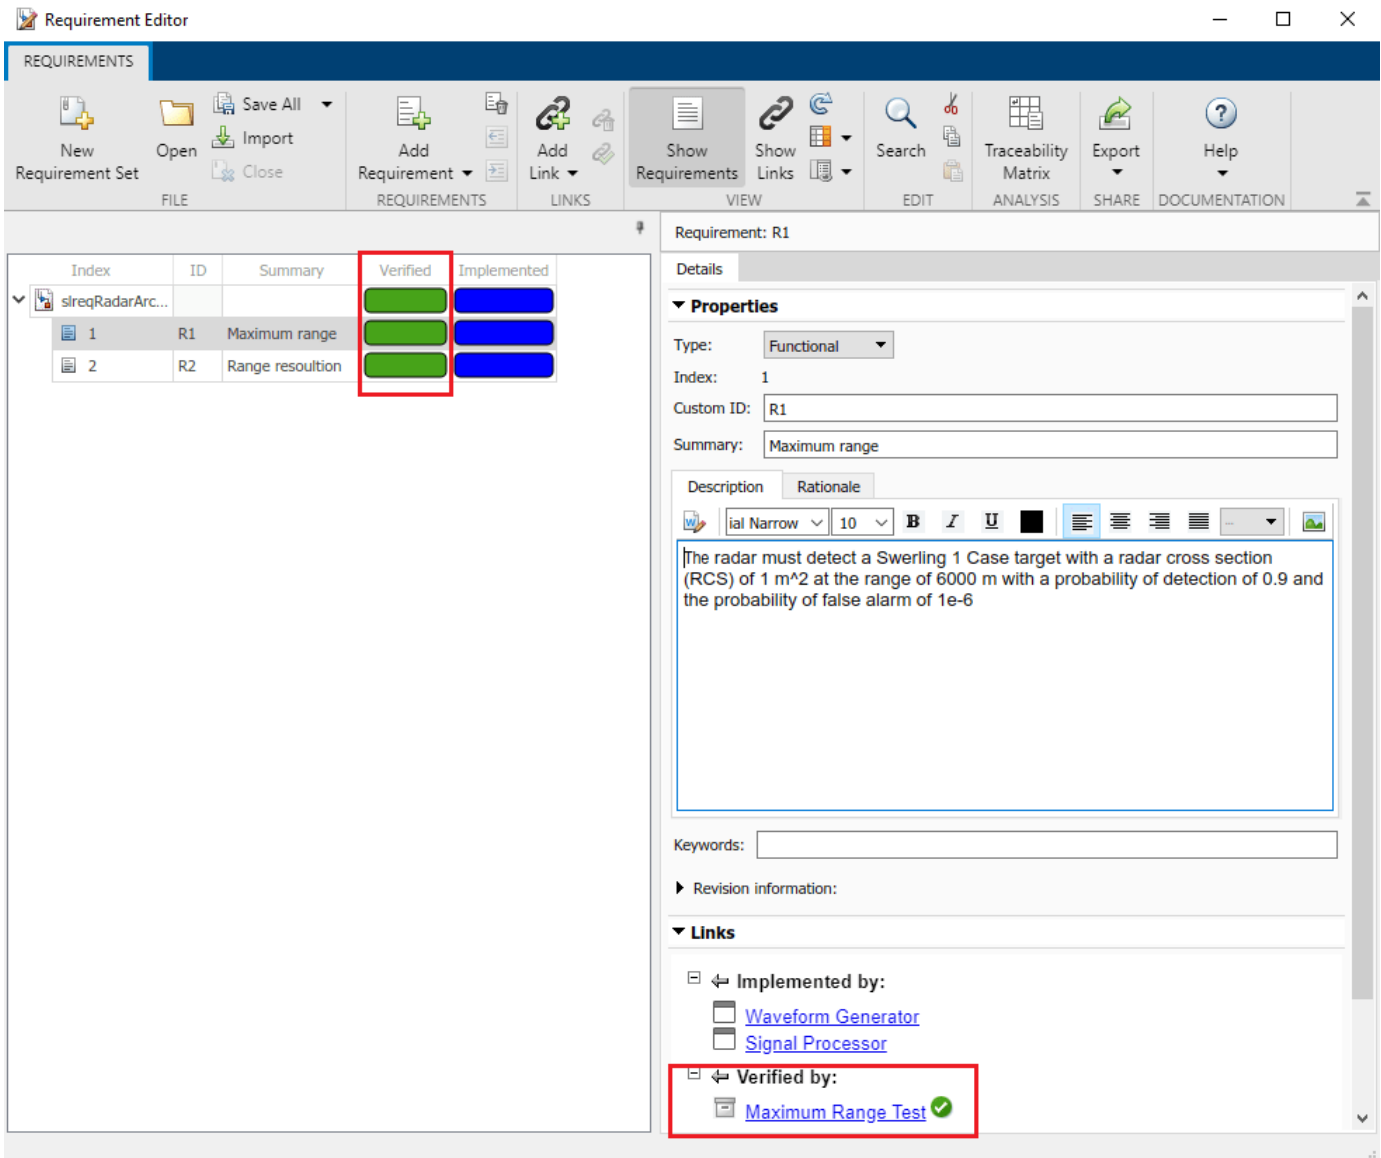 Requirement Editor
REQUIREMENTS
New Requirement Set
Open
Save All
Import
Close
FILE
Add Requirement
REQUIREMENTS
Add Link
LINKS
Show Requirements
Show Links
VIEW
Search
EDIT
Traceability Matrix
ANALYSIS
Export
SHARE
Help
DOCUMENTATION
Index ID Summary Verified Implemented
slreqRadarArc...
1 R1 Maximum range
2 R2 Range resoultion
Requirement: R1
Details
Properties
Type: Functional
Index: 1
Custom ID: R1
Summary: Maximum range
Description Rationale
ial Narrow 10 B I U
The radar must detect a Swerling 1 Case target with a radar cross section
(RCS) of 1 m^2 at the range of 6000 m with a probability of detection of 0.9 and
the probability of false alarm of 1e-6
Keywords:
Revision information:
Links
Implemented by:
Waveform Generator
Signal Processor
Verified by:
Maximum Range Test